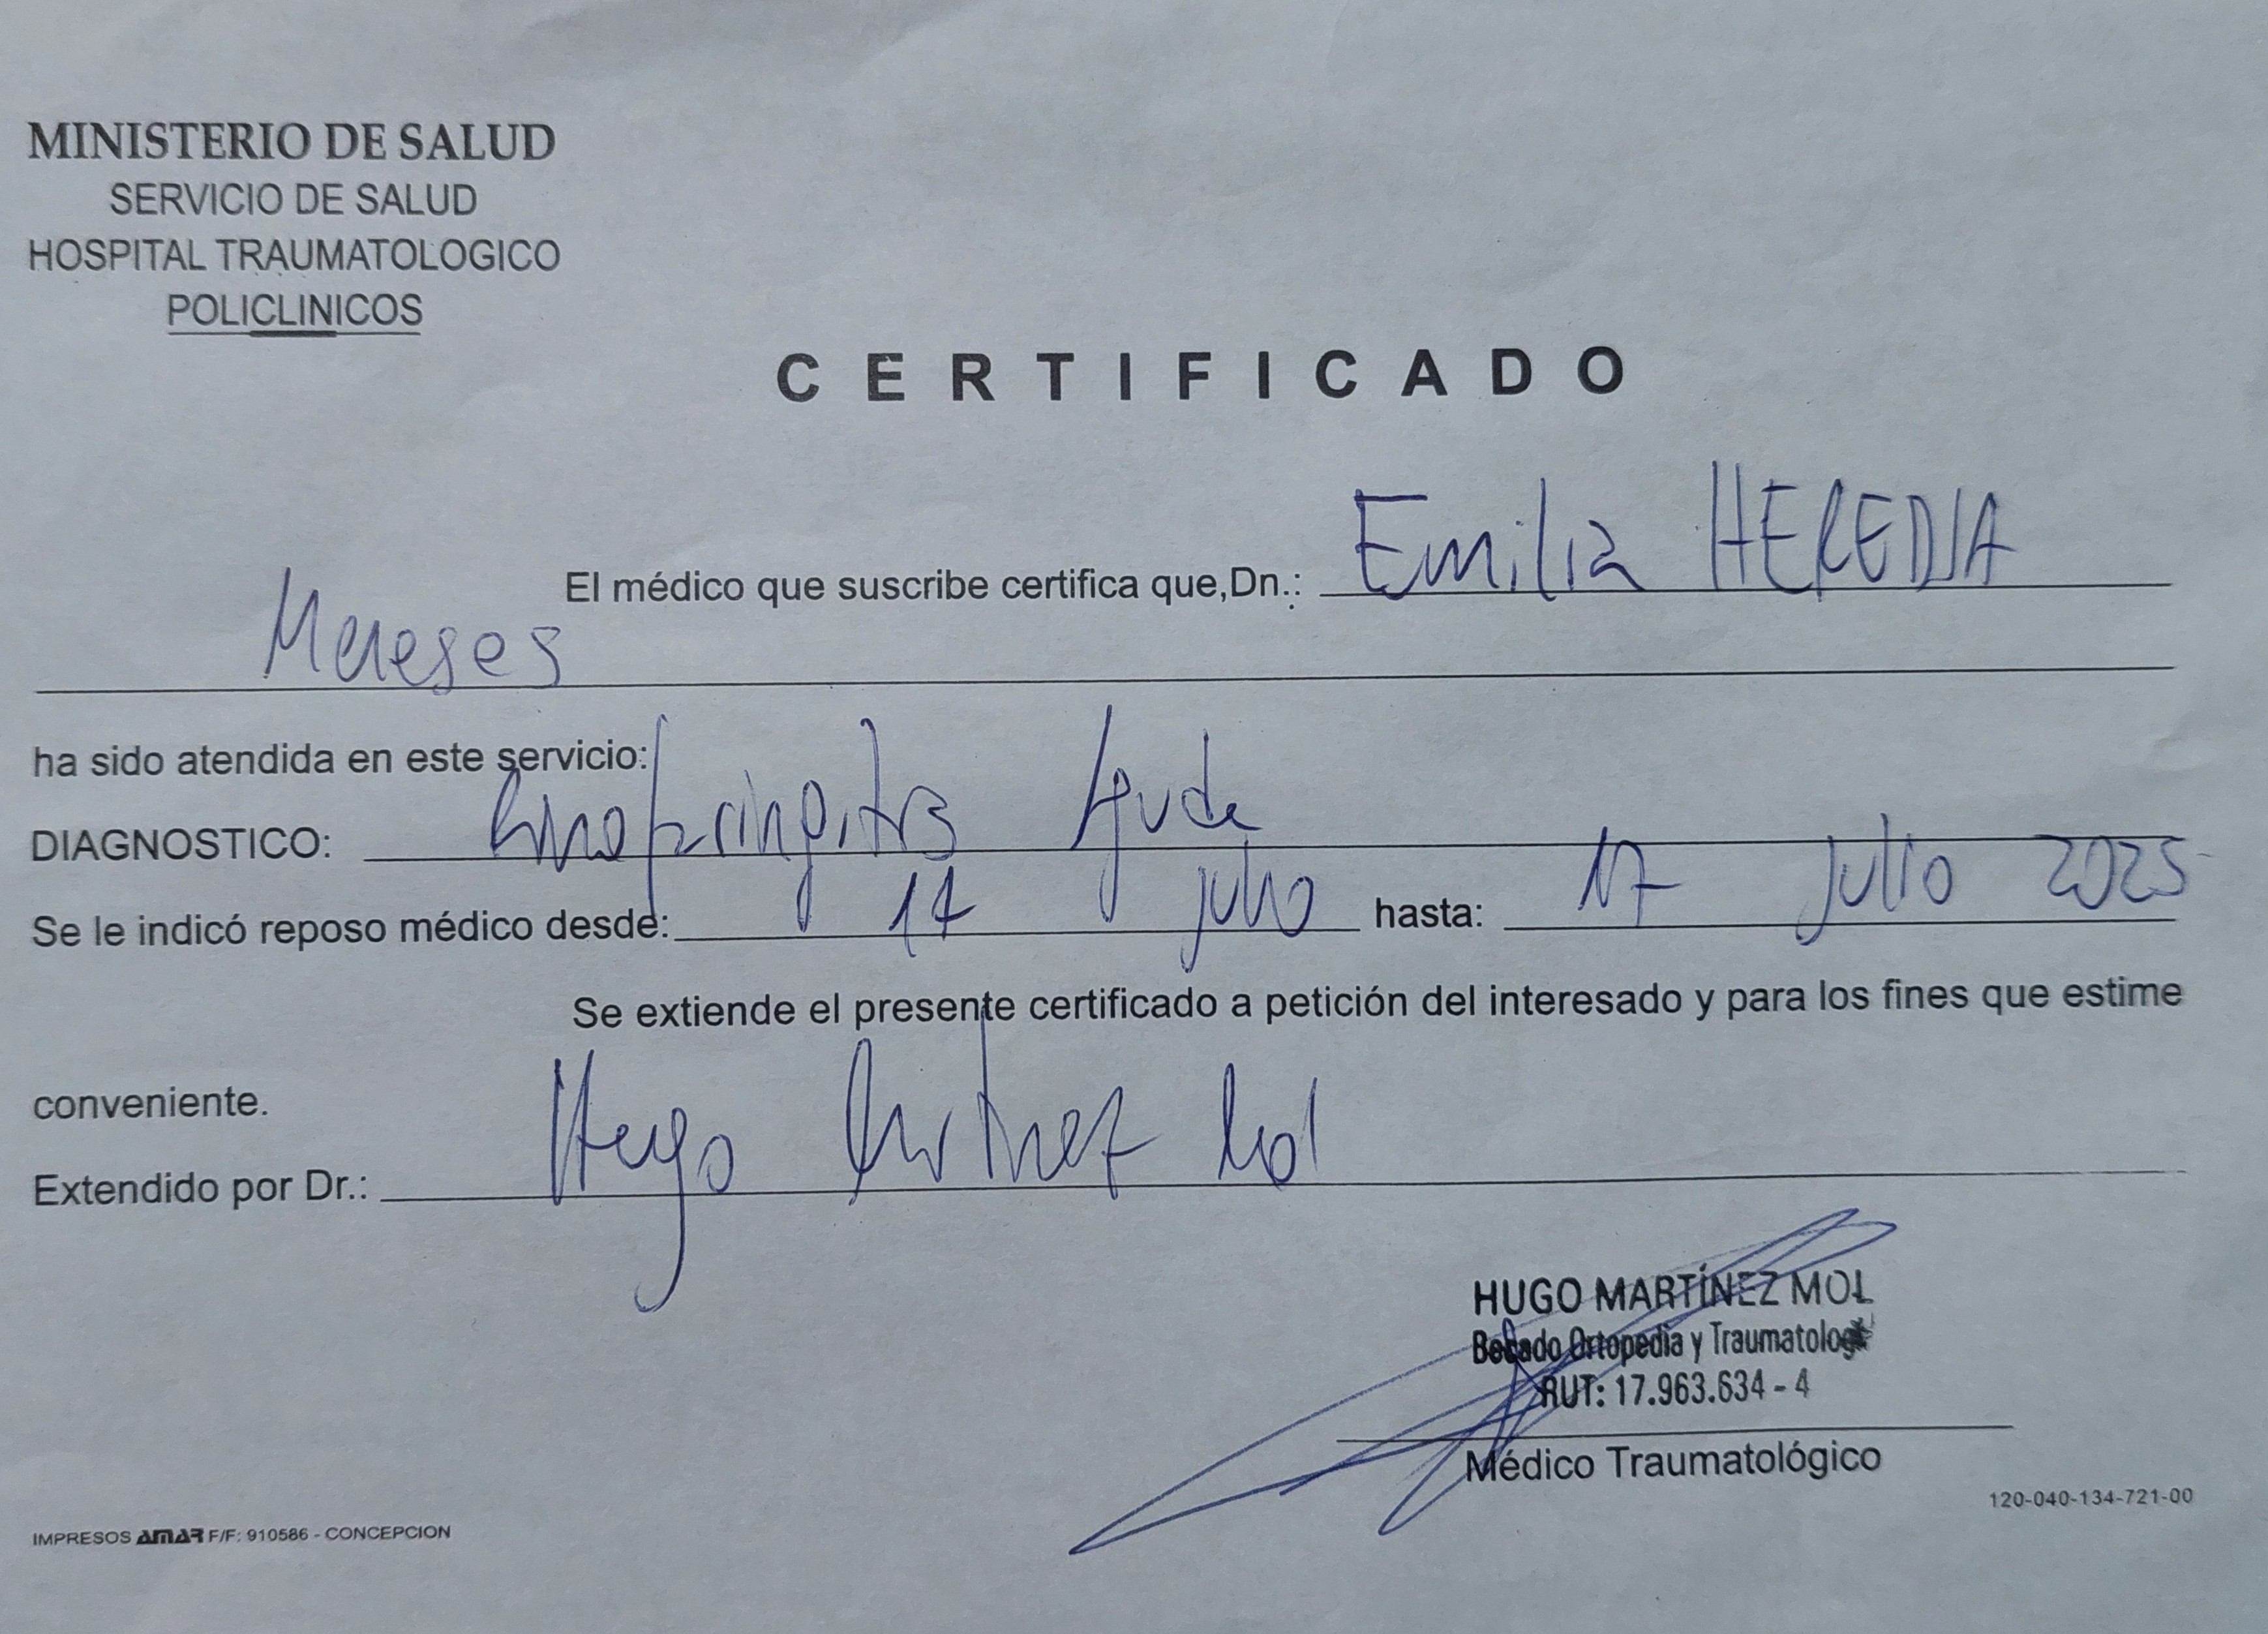 MINISTERIO DE SALUD
SERVICIO DE SALUD
HOSPITAL TRAUMATOLOGICO
POLICLINICOS
CERTIFICADO
El médico que suscribe certifica que,Dn.: Emilia HEREDIA
Meneses
ha sido atendida en este servicio:
DIAGNOSTICO: Rinofaringitis Aguda
Se le indicó reposo médico desde: 14 julio hasta: 17 Julio 2025
Se extiende el presente certificado a petición del interesado y para los fines que estime
conveniente.
Extendido por Dr.: Hugo Martinez Mol
HUGO MARTÍNEZ MOL
Becado Ortopedia y Traumatología
RUT: 17.963.634 - 4
Médico Traumatológico
120-040-134-721-00
IMPRESOS AMAR F/F: 910586 - CONCEPCION